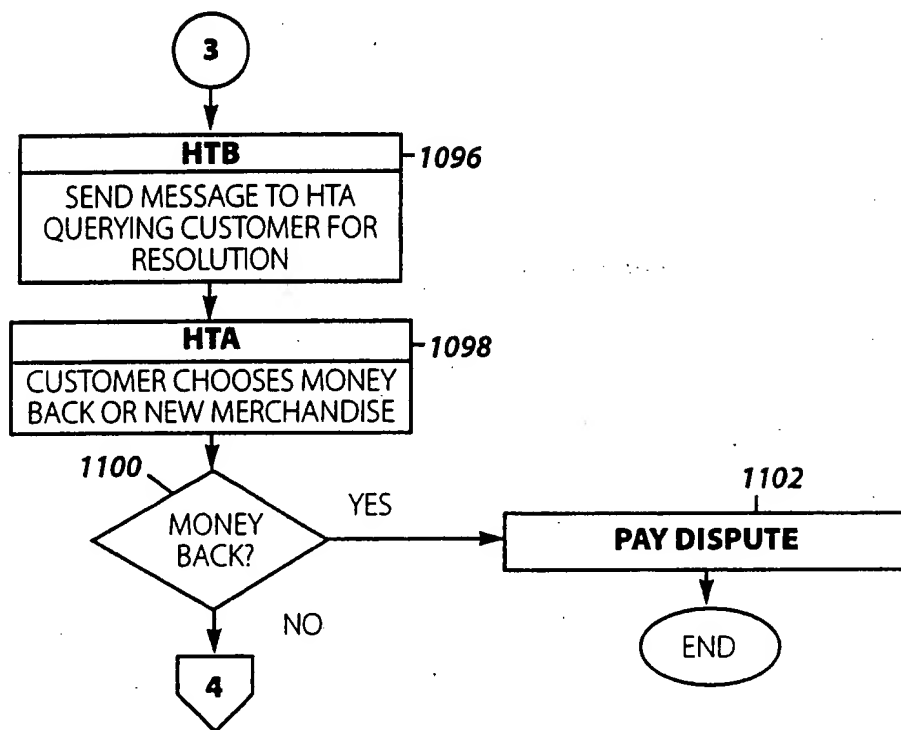 3
HTB
1096
SEND MESSAGE TO HTA
QUERYING CUSTOMER FOR
RESOLUTION
HTA
1098
CUSTOMER CHOOSES MONEY
BACK OR NEW MERCHANDISE
1100
MONEY
BACK?
YES
1102
PAY DISPUTE
NO
END
4